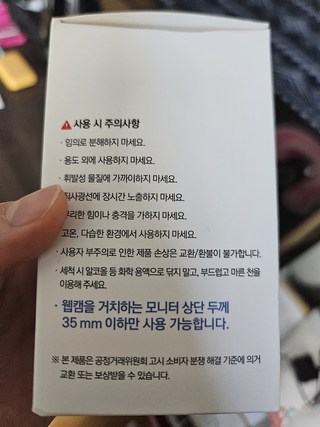 ⚠ 사용 시 주의사항
· 임의로 분해하지 마세요.
· 용도 외에 사용하지 마세요.
· 휘발성 물질에 가까이하지 마세요.
직사광선에 장시간 노출하지 마세요.
무리한 힘이나 충격을 가하지 마세요.
고온, 다습한 환경에서 사용하지 마세요.
· 사용자 부주의로 인한 제품 손상은 교환/환불이 불가합니다.
· 세척 시 알코올 등 화학 용액으로 닦지 말고, 부드럽고 마른 천을
이용해 주세요.
· 웹캠을 거치하는 모니터 상단 두께
35 mm 이하만 사용 가능합니다.
※ 본 제품은 공정거래위원회 고시 소비자 분쟁 해결 기준에 의거
교환 또는 보상받을 수 있습니다.